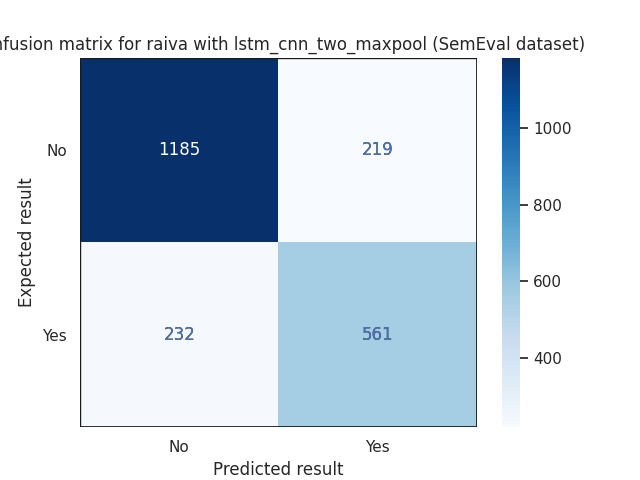 nfusion matrix for raiva with lstm_cnn_two_maxpool (SemEval dataset)
No
1185
219
Yes
232
561
Expected result
No
Yes
Predicted result
1000
800
600
400